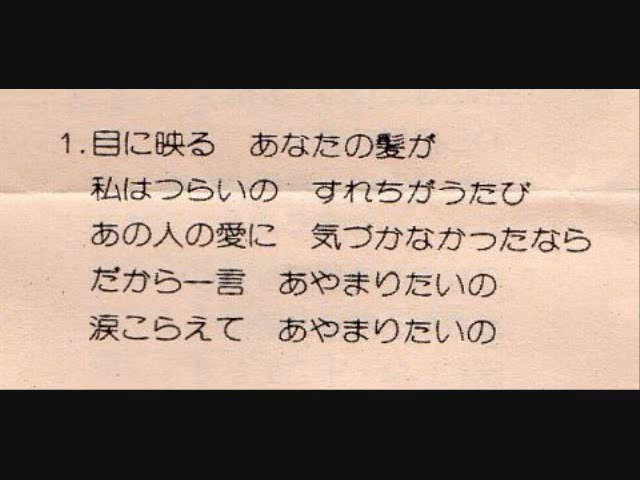 1.目に映る　あなたの髪が
私はつらいの　すれちがうたび
あの人の愛に　気づかなかったなら
だから一言　あやまりたいの
涙こらえて　あやまりたいの